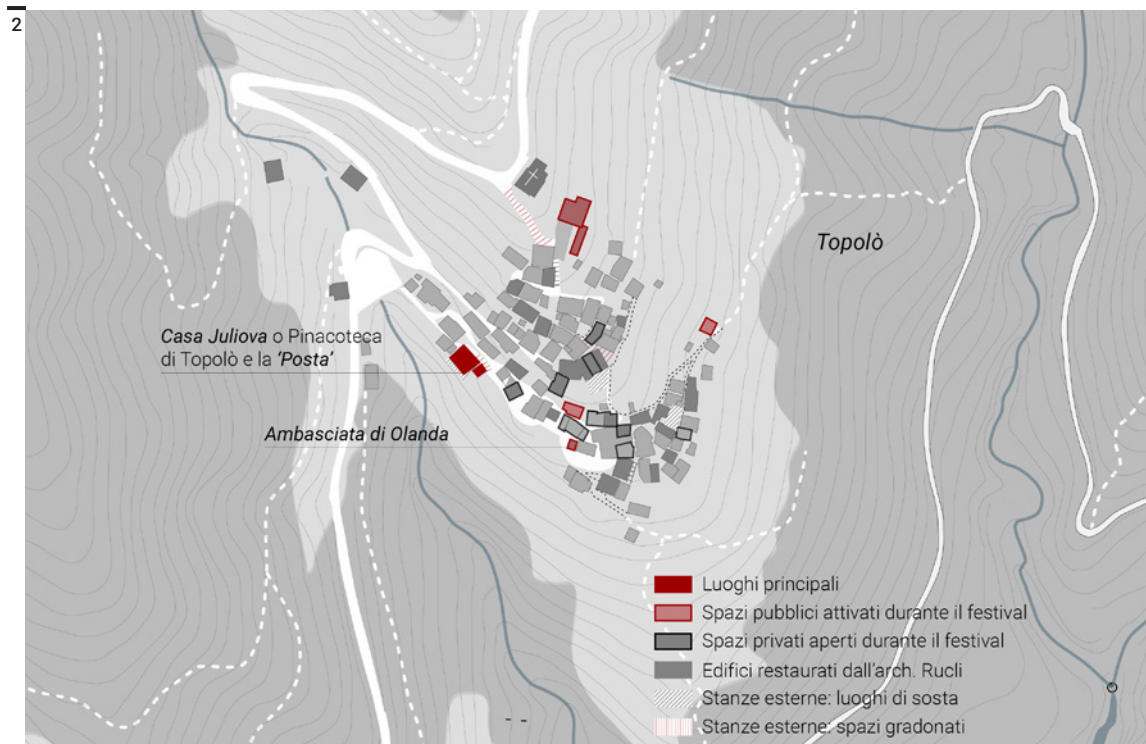 2
Topolò
Casa Juliova o Pinacoteca
di Topolò e la 'Posta'
Ambasciata di Olanda
Luoghi principali
Spazi pubblici attivati durante il festival
Spazi privati aperti durante il festival
Edifici restaurati dall'arch. Rucli
Stanze esterne: luoghi di sosta
Stanze esterne: spazi gradonati